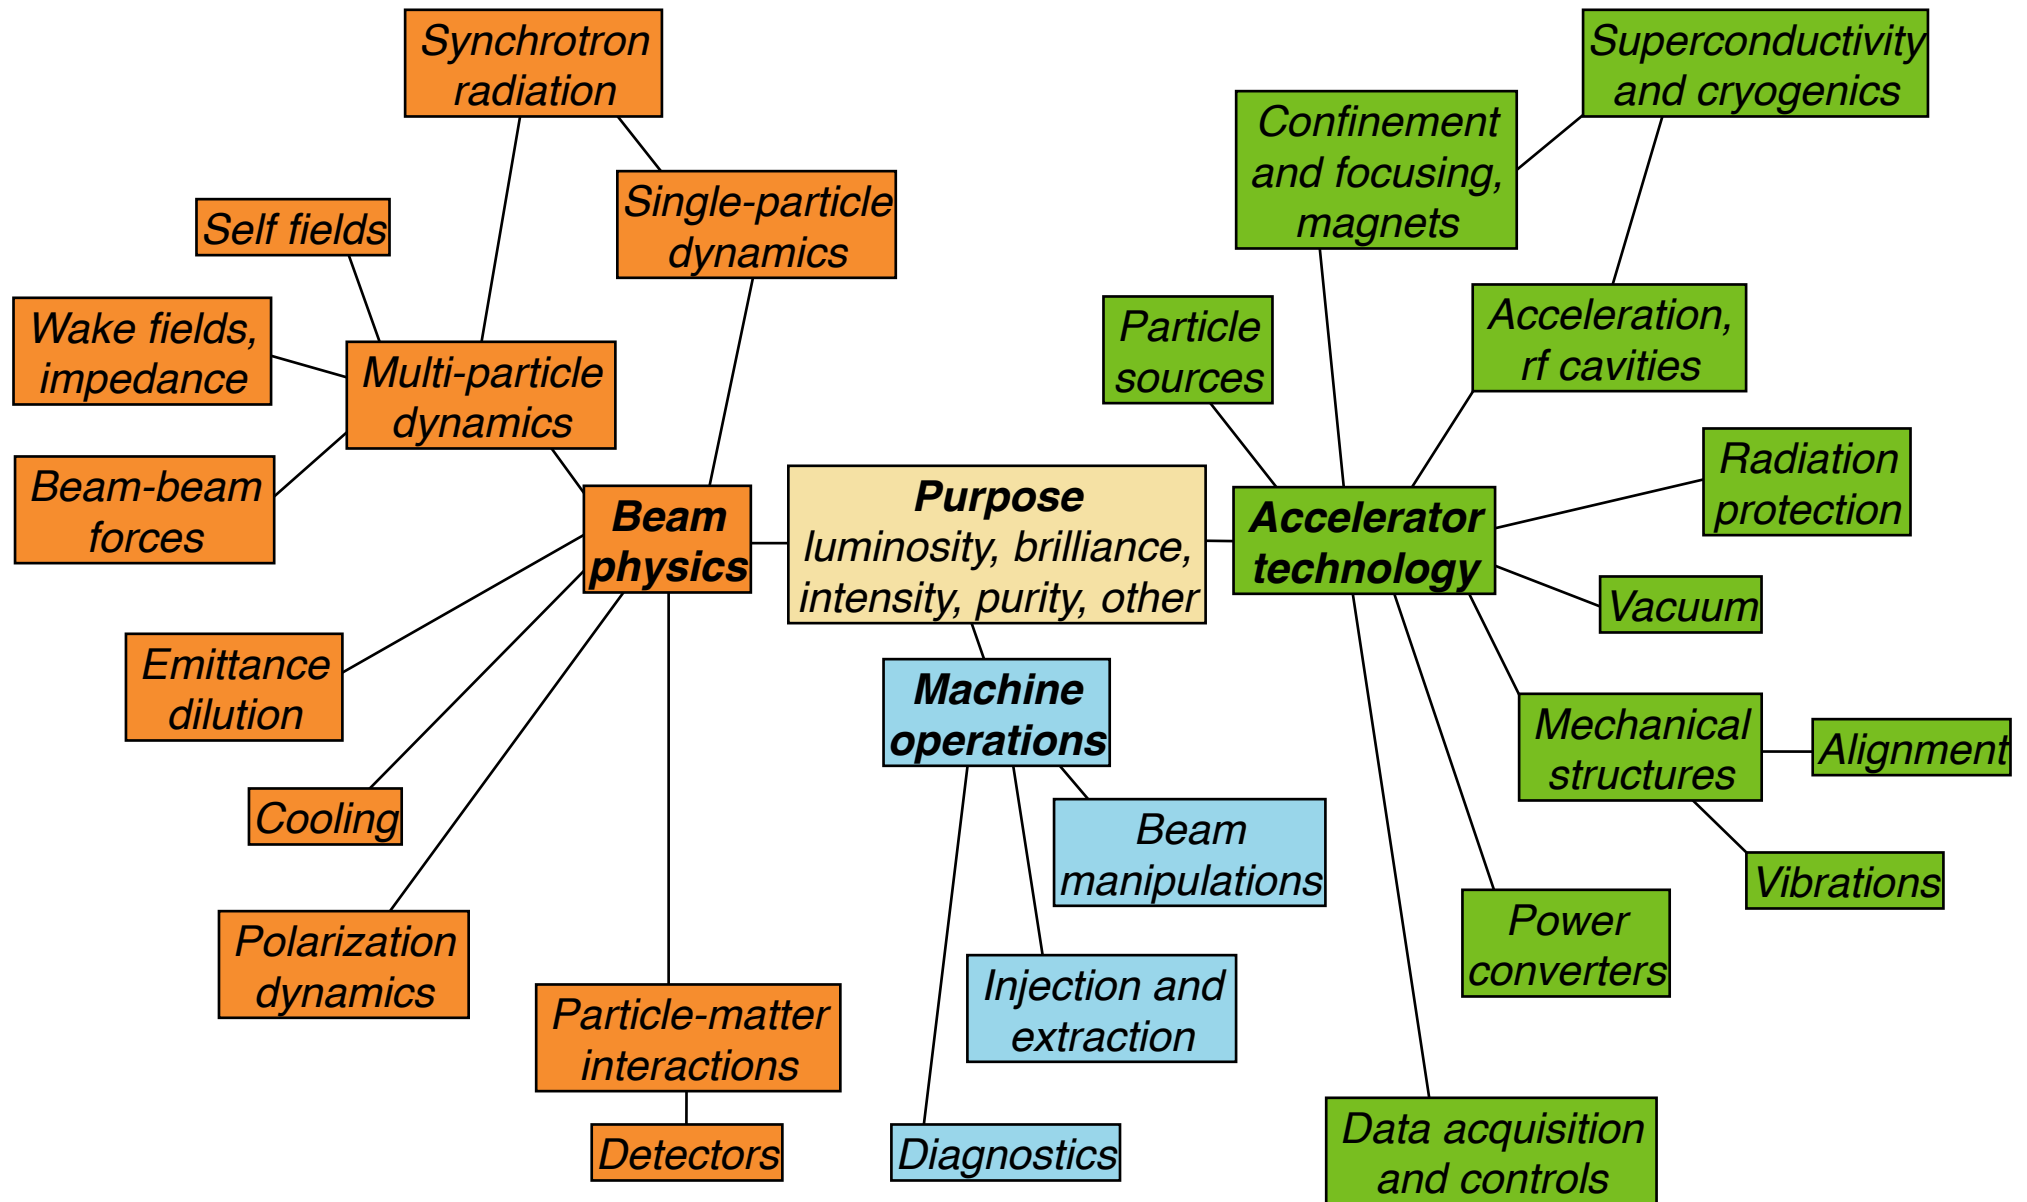 Synchrotron
radiation
Superconductivity
and cryogenics
Confinement
and focusing,
magnets
Single-particle
dynamics
Self fields
Wake fields,
impedance
Particle
sources
Acceleration,
rf cavities
Multi-particle
dynamics
Beam-beam
forces
Radiation
protection
Beam
physics
Purpose
luminosity, brilliance,
intensity, purity, other
Accelerator
technology
Vacuum
Emittance
dilution
Machine
operations
Mechanical
structures
Alignment
Cooling
Beam
manipulations
Vibrations
Polarization
dynamics
Power
converters
Injection and
extraction
Particle-matter
interactions
Detectors
Diagnostics
Data acquisition
and controls